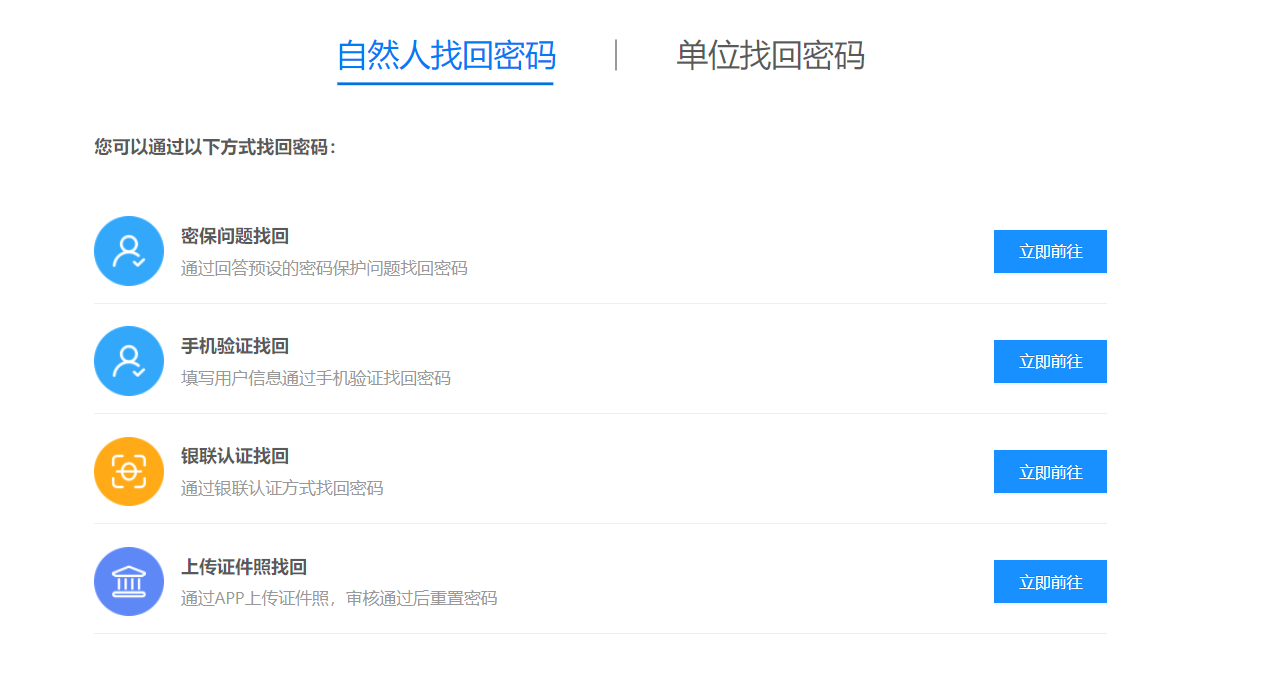 自然人找回密码 | 单位找回密码
您可以通过以下方式找回密码：
密保问题找回
通过回答预设的密码保护问题找回密码
立即前往
手机验证找回
填写用户信息通过手机验证找回密码
立即前往
银联认证找回
通过银联认证方式找回密码
立即前往
上传证件照找回
通过APP上传证件照，审核通过后重置密码
立即前往